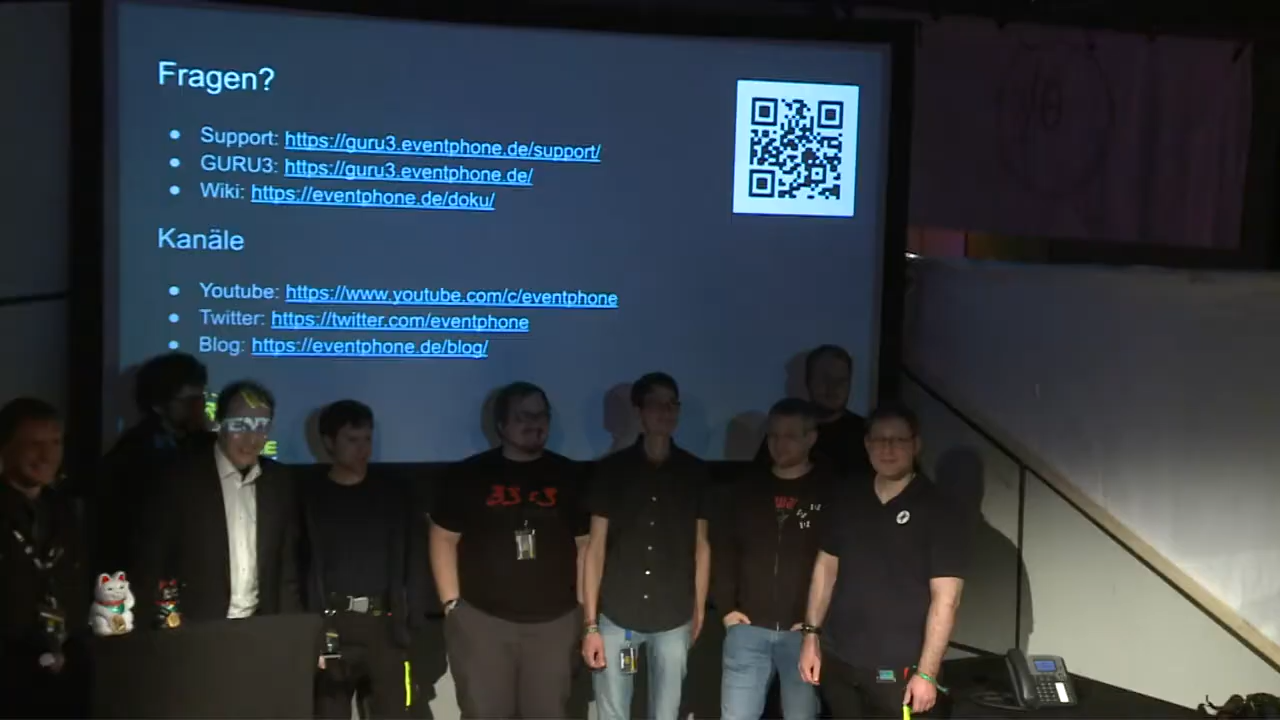 Fragen?
Support: https://guru3.eventphone.de/support/
GURU3: https://guru3.eventphone.de/
Wiki: https://eventphone.de/doku/
Kanäle
Youtube: https://www.youtube.com/c/eventphone
Twitter: https://twitter.com/eventphone
Blog: https://eventphone.de/blog/